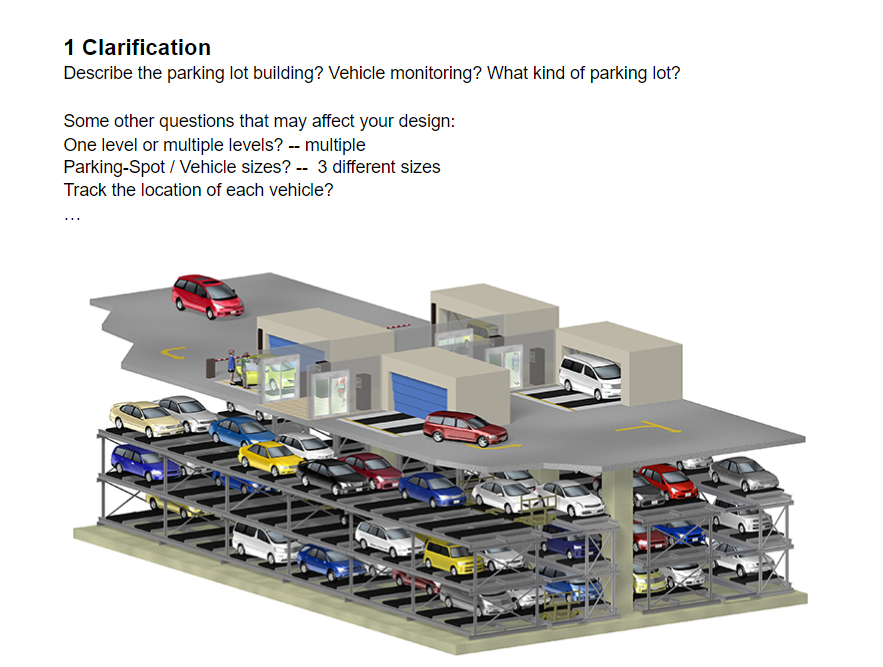 1 Clarification
Describe the parking lot building? Vehicle monitoring? What kind of parking lot?
Some other questions that may affect your design:
One level or multiple levels? -- multiple
Parking-Spot / Vehicle sizes? --  3 different sizes
Track the location of each vehicle?
…